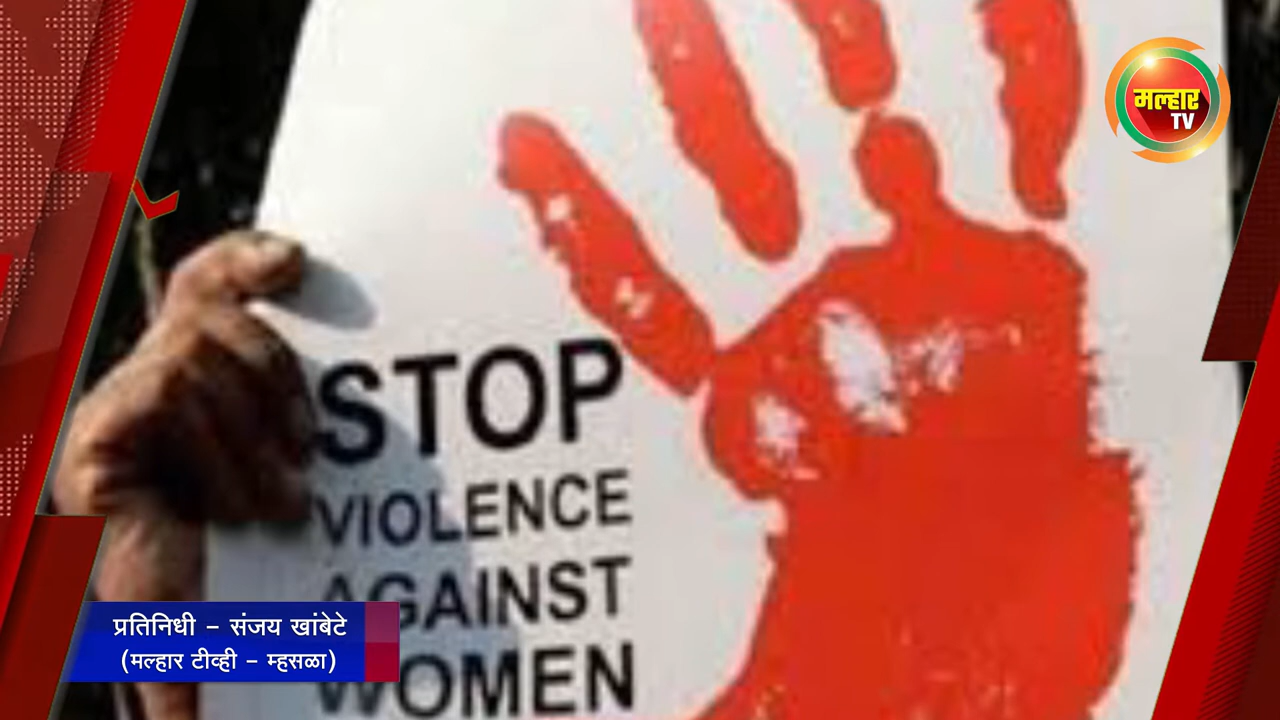 मल्हार
TV
STOP
VIOLENCE
AGAINST
WOMEN
प्रतिनिधी - संजय खांबेटे
(मल्हार टीव्ही - म्हसळा)